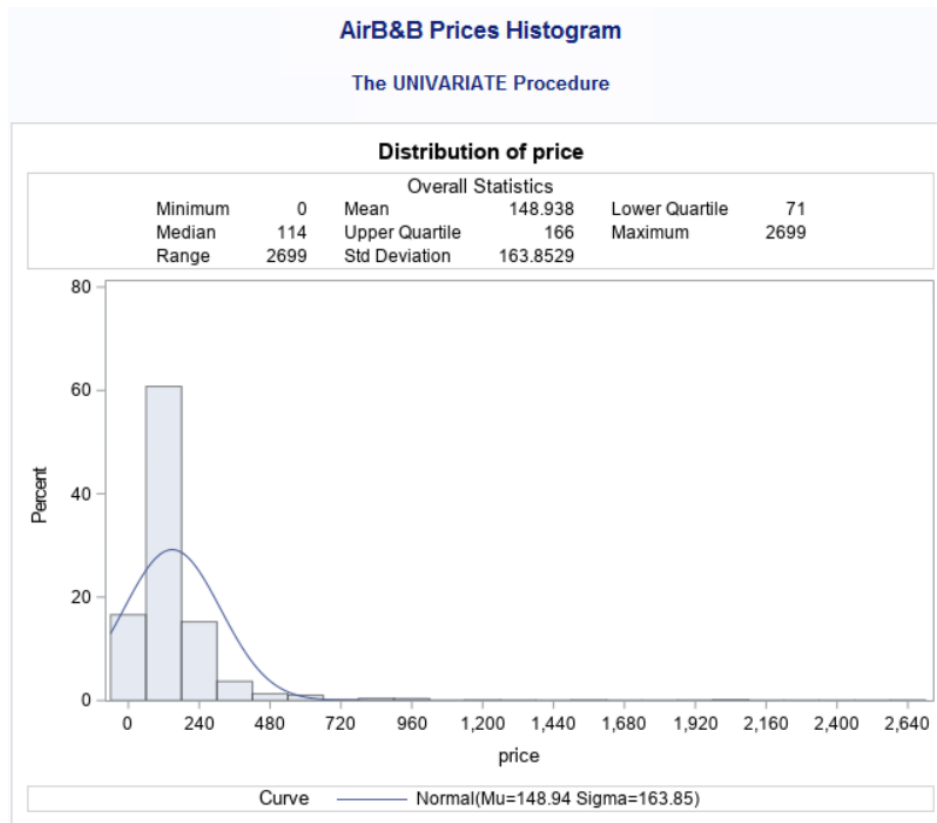 AirB&B Prices Histogram
The UNIVARIATE Procedure
Distribution of price
Overall Statistics
Minimum 0 Mean 148.938 Lower Quartile 71
Median 114 Upper Quartile 166 Maximum 2699
Range 2699 Std Deviation 163.8529
80
60
40
20
0
Percent
0 240 480 720 960 1,200 1,440 1,680 1,920 2,160 2,400 2,640
price
Curve Normal(Mu=148.94 Sigma=163.85)